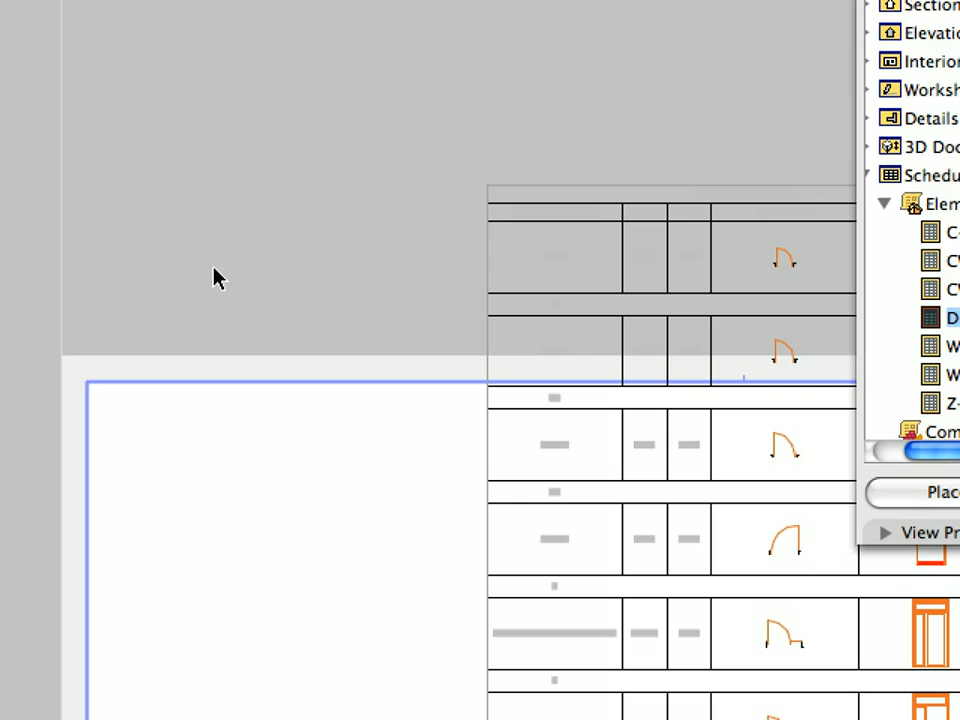 Section
Elevatio
Interior
Worksh
Details
3D Doc
Schedu
Elem
C-
CV
CV
D
W
W
Z-
Com
Plac
View Pr